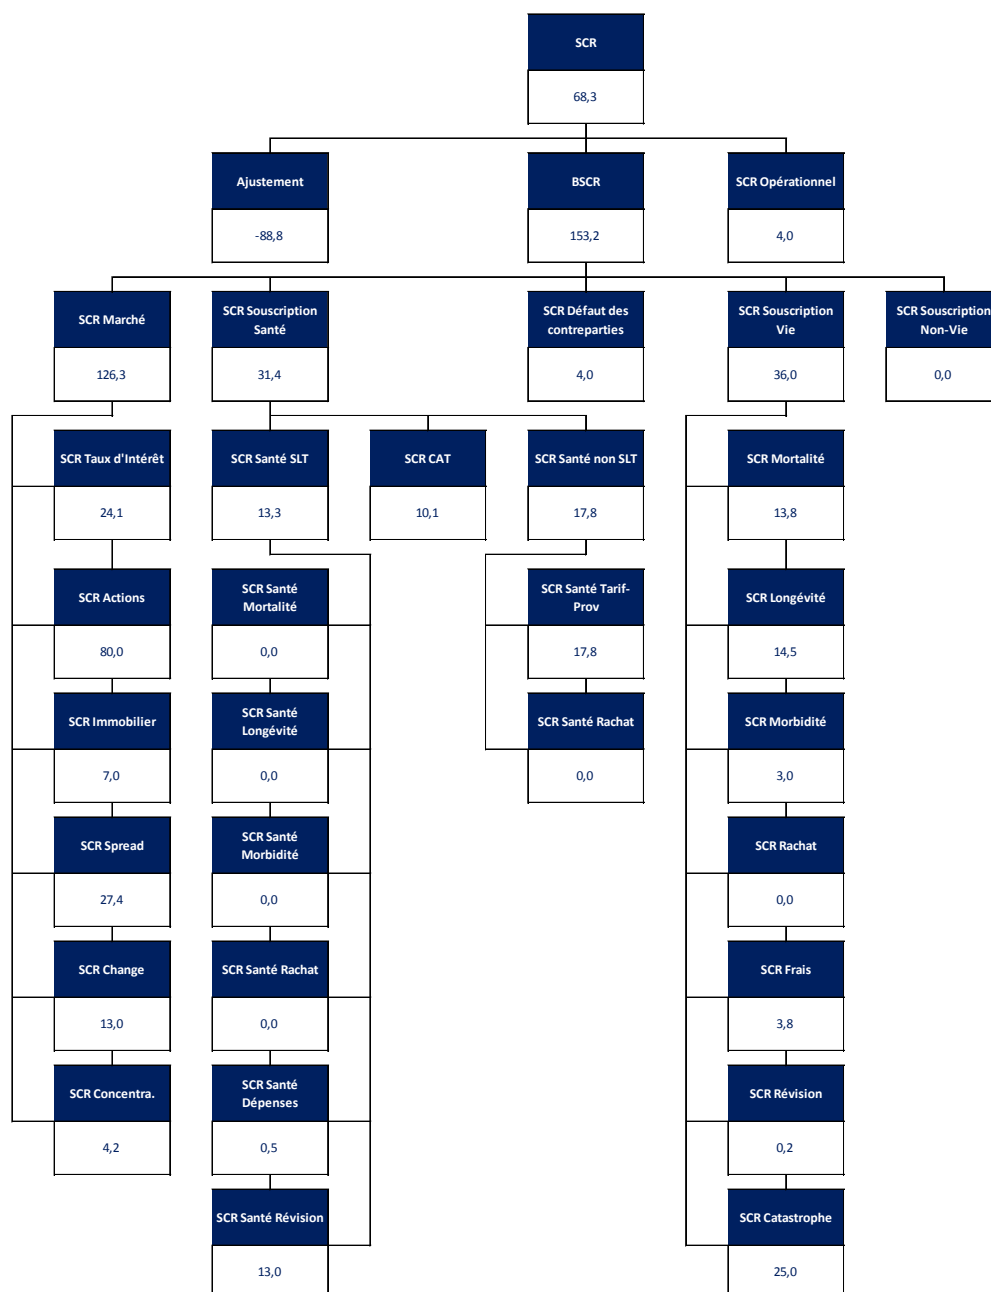 SCR
68,3
Ajustement
-88,8
BSCR
153,2
SCR Opérationnel
4,0
SCR Marché
126,3
SCR Souscription
Santé
31,4
SCR Défaut des
contreparties
4,0
SCR Souscription
Vie
36,0
SCR Souscription
Non-Vie
0,0
SCR Taux d'Intérêt
24,1
SCR Actions
80,0
SCR Immobilier
7,0
SCR Spread
27,4
SCR Change
13,0
SCR Concentra.
4,2
SCR Santé SLT
13,3
SCR Santé
Mortalité
0,0
SCR Santé
Longévité
0,0
SCR Santé
Morbidité
0,0
SCR Santé Rachat
0,0
SCR Santé
Dépenses
0,5
SCR Santé Révision
13,0
SCR CAT
10,1
SCR Santé non SLT
17,8
SCR Santé Tarif-
Prov
17,8
SCR Santé Rachat
0,0
SCR Mortalité
13,8
SCR Longévité
14,5
SCR Morbidité
3,0
SCR Rachat
0,0
SCR Frais
3,8
SCR Révision
0,2
SCR Catastrophe
25,0